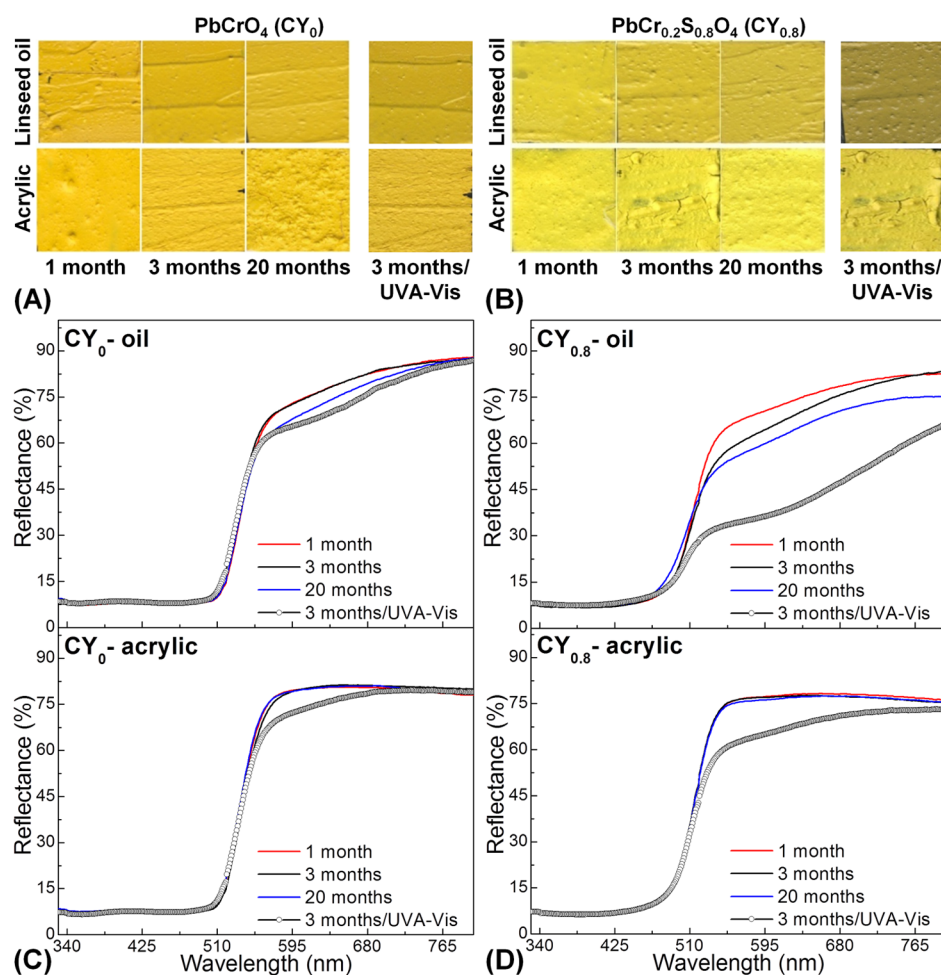 PbCrO₄ (CY₀)
Linseed oil
Acrylic
1 month
3 months
20 months
3 months/
UVA-Vis
(A)
PbCr₀.₂S₀.₈O₄ (CY₀.₈)
Linseed oil
Acrylic
1 month
3 months
20 months
3 months/
UVA-Vis
(B)
CY₀- oil
Reflectance (%)
90
75
60
45
30
15
0
1 month
3 months
20 months
3 months/UVA-Vis
CY₀.₈- oil
Reflectance (%)
90
75
60
45
30
15
0
1 month
3 months
20 months
3 months/UVA-Vis
CY₀- acrylic
Reflectance (%)
90
75
60
45
30
15
0
1 month
3 months
20 months
3 months/UVA-Vis
340 425 510 595 680 765
Wavelength (nm)
(C)
CY₀.₈- acrylic
Reflectance (%)
90
75
60
45
30
15
0
1 month
3 months
20 months
3 months/UVA-Vis
340 425 510 595 680 765
Wavelength (nm)
(D)